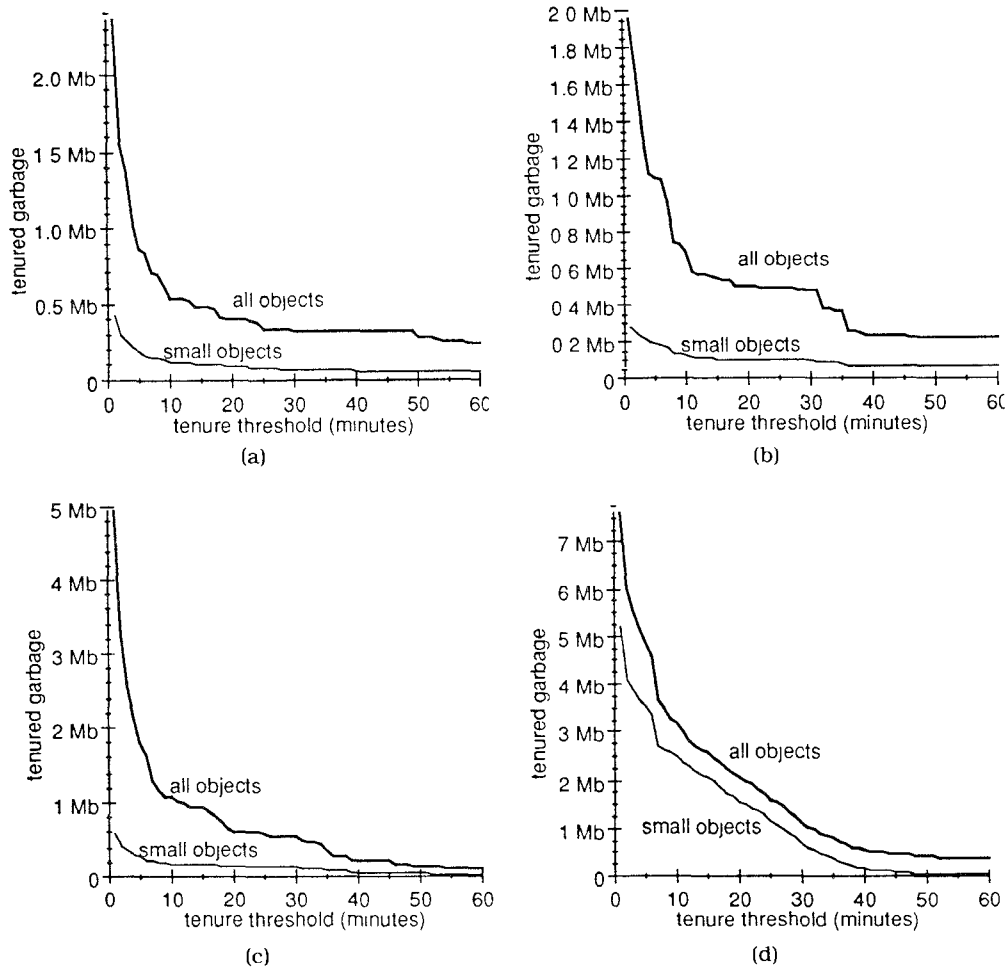 2.0 Mb
1 5 Mb
1.0 Mb
0.5 Mb
0
tenured garbage
all objects
small objects
0 10 20 30 40 50 60
tenure threshold (minutes)
(a)
2 0 Mb
1 8 Mb
1 6 Mb
1 4 Mb
1 2 Mb
1 0 Mb
0 8 Mb
0 6 Mb
0 4 Mb
0 2 Mb
0
tenured garbage
all objects
small objects
0 10 20 30 40 50 60
tenure threshold (minutes)
(b)
5 Mb
4 Mb
3 Mb
2 Mb
1 Mb
0
tenured garbage
all objects
small objects
0 10 20 30 40 50 60
tenure threshold (minutes)
(c)
7 Mb
6 Mb
5 Mb
4 Mb
3 Mb
2 Mb
1 Mb
0
tenured garbage
all objects
small objects
0 10 20 30 40 50 60
tenure threshold (minutes)
(d)